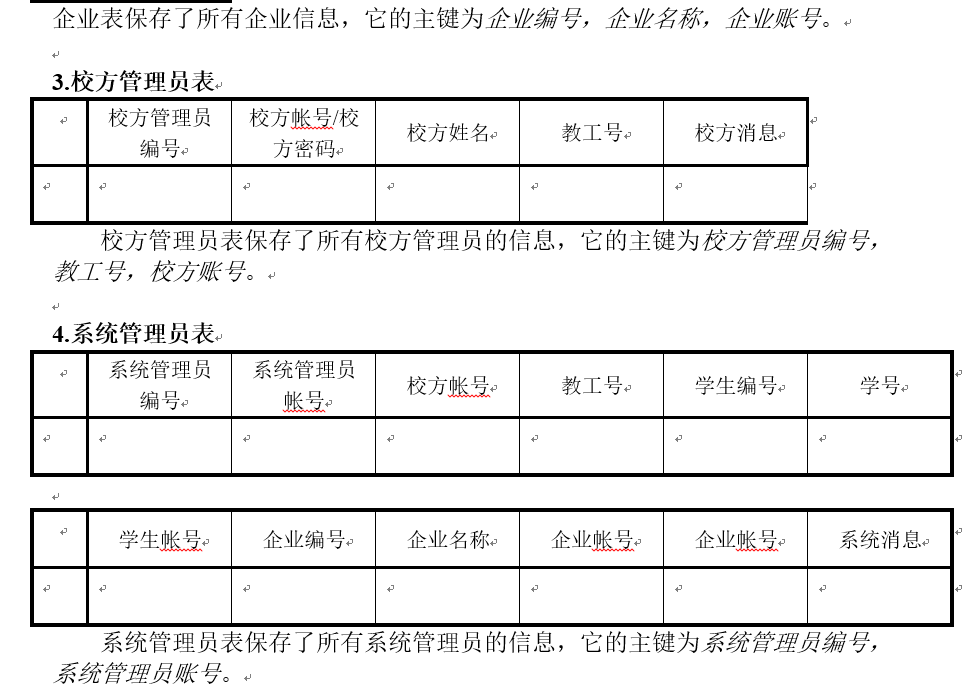 企业表保存了所有企业信息，它的主键为企业编号，企业名称，企业账号。
3.校方管理员表
校方管理员编号 校方帐号/校方密码 校方姓名 教工号 校方消息
校方管理员表保存了所有校方管理员的信息，它的主键为校方管理员编号，
教工号，校方账号。
4.系统管理员表
系统管理员编号 系统管理员帐号 校方帐号 教工号 学生编号 学号
学生帐号 企业编号 企业名称 企业帐号 企业帐号 系统消息
系统管理员表保存了所有系统管理员的信息，它的主键为系统管理员编号，
系统管理员账号。